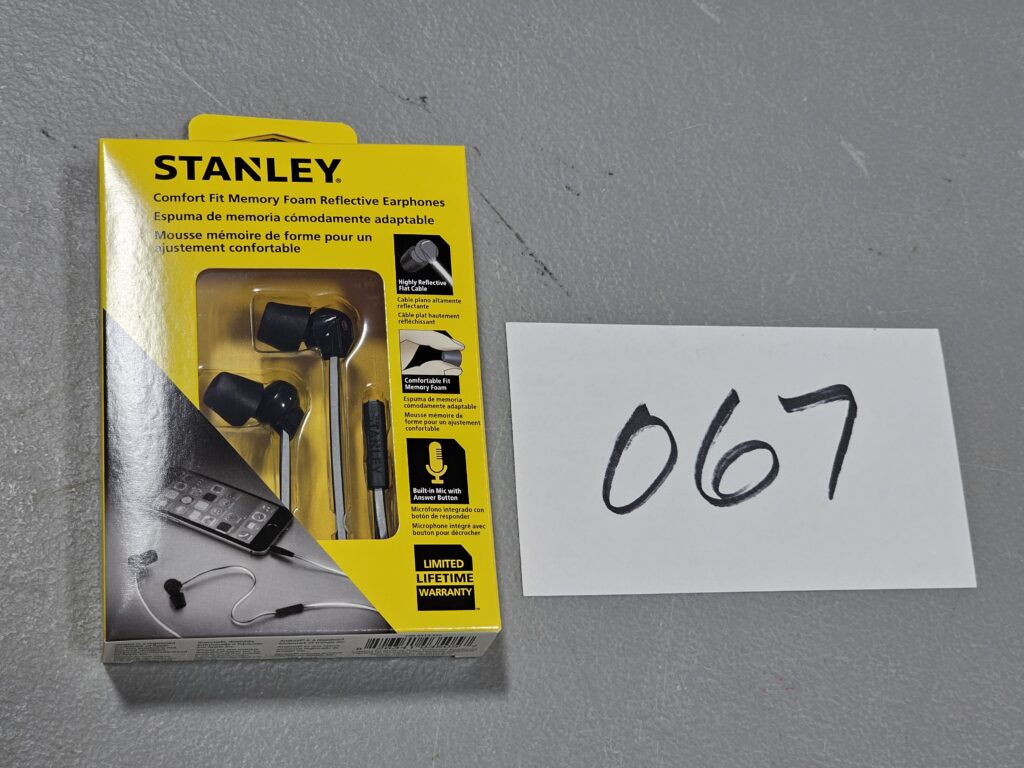 STANLEY®
Comfort Fit Memory Foam Reflective Earphones
Espuma de memoria cómodamente adaptable
Mousse mémoire de forme pour un
ajustement confortable
Highly Reflective
Flat Cable
Cable plano altamente
reflectante
Câble plat hautement
réfléchissant
Comfortable Fit
Memory Foam
Espuma de memoria
cómodamente adaptable
Mousse mémoire de
forme pour un ajustement
confortable
STANLEY
Built-in Mic with
Answer Button
Micrófono integrado con
botón de responder
Microphone intégré avec
bouton pour décrocher
LIMITED
LIFETIME
WARRANTY
067